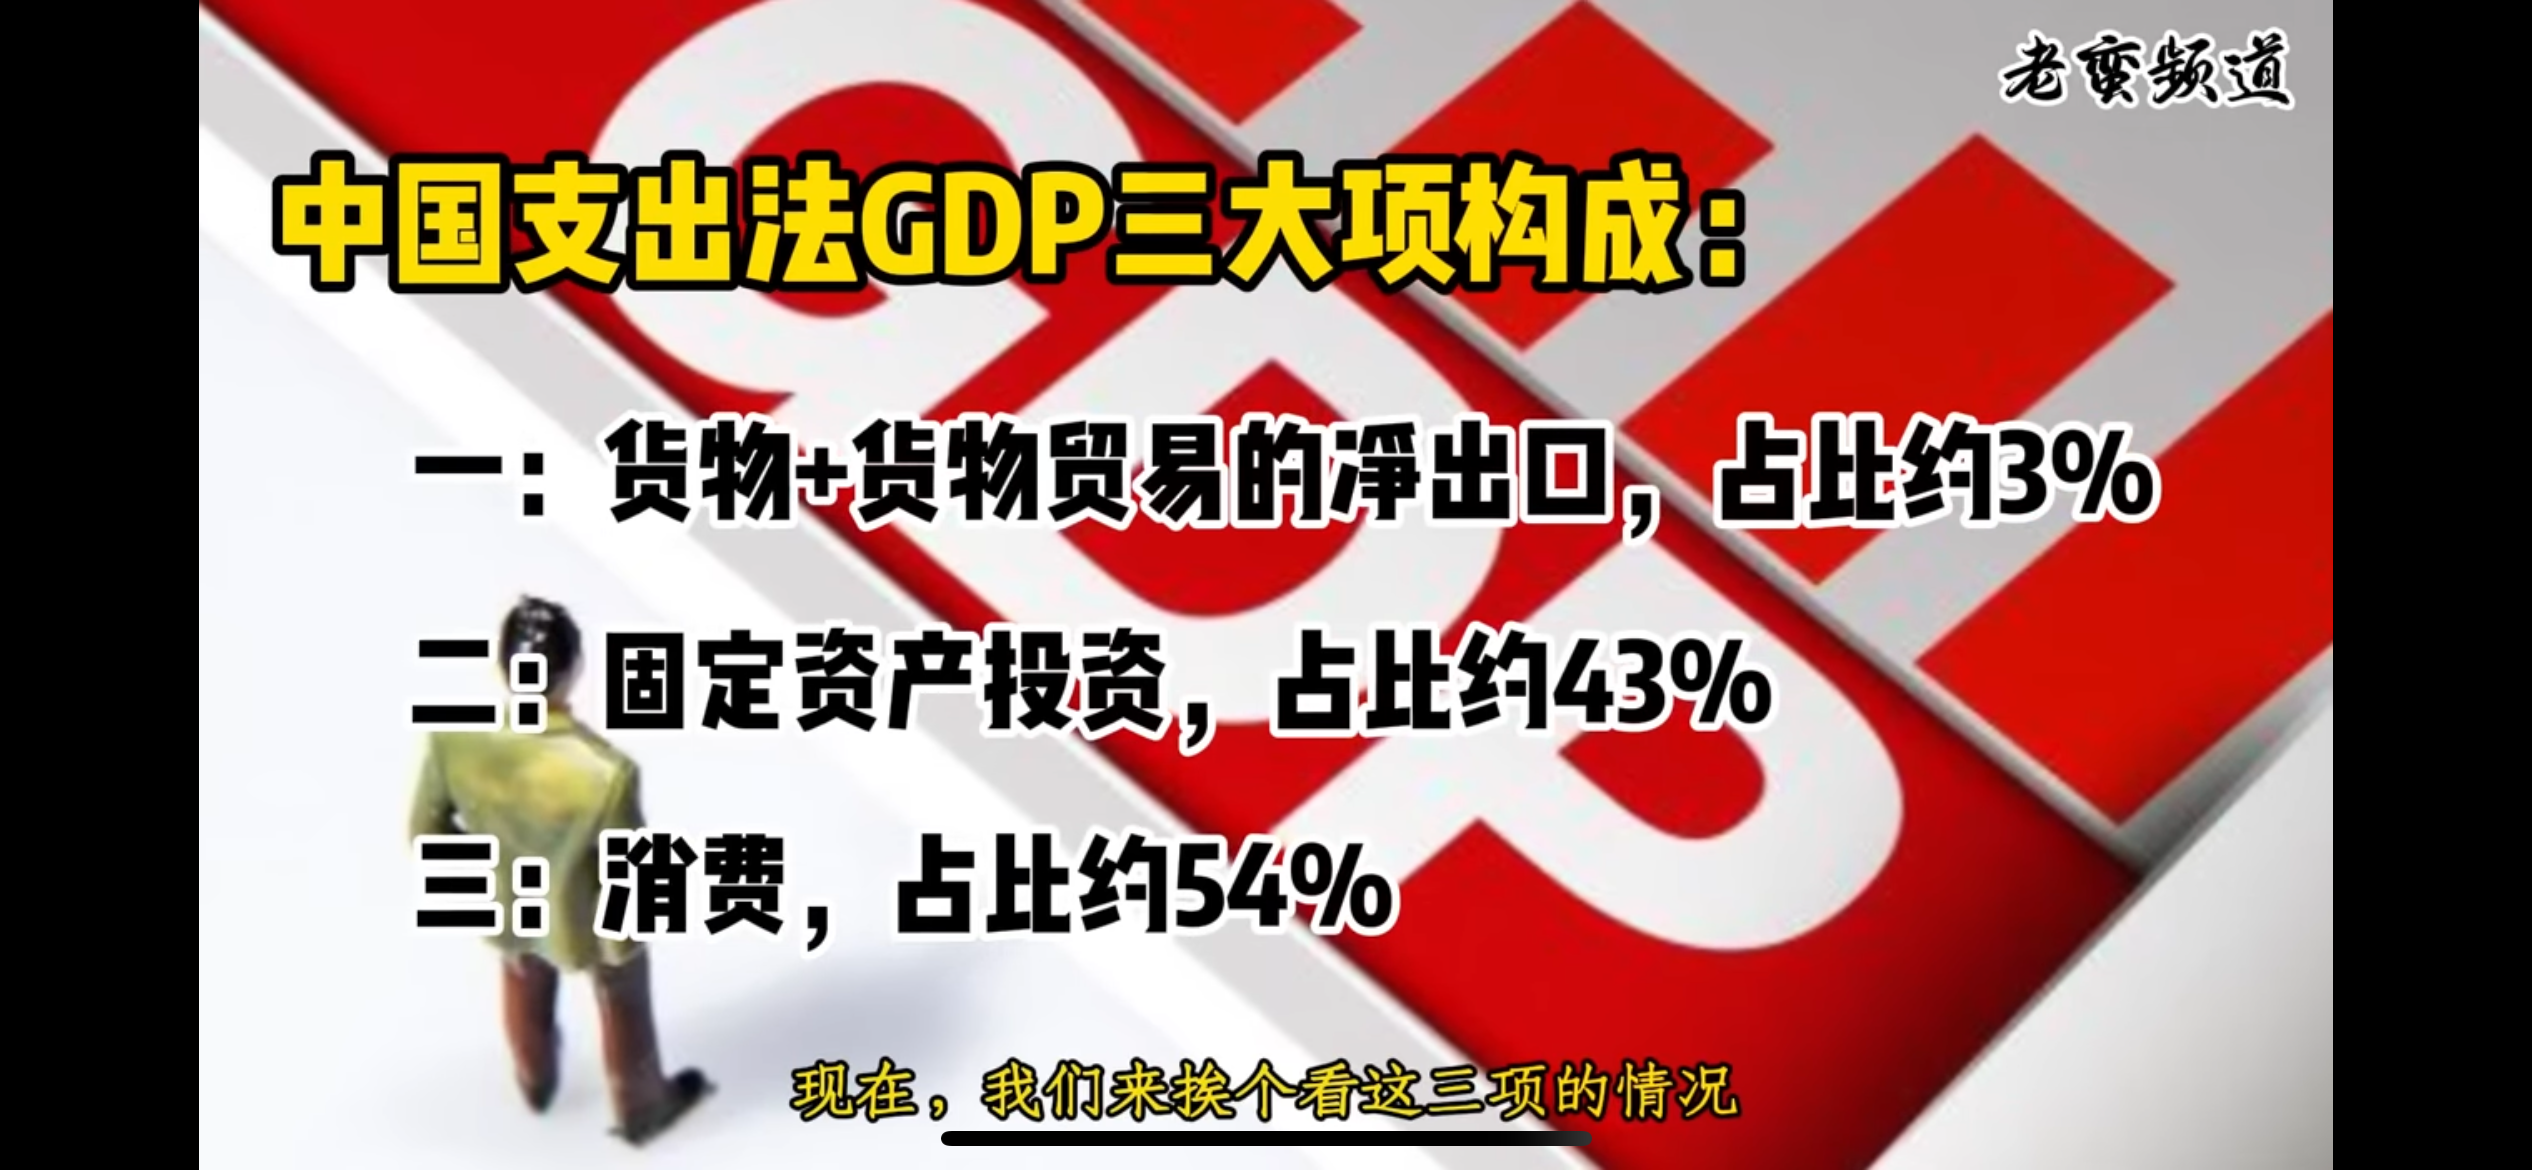 老蛮频道
中国支出法GDP三大项构成：
一：货物+货物贸易的凈出口，占比约3%
二：固定资产投资，占比约43%
三：消费，占比约54%
现在，我们来挨个看这三项的情况
GDP